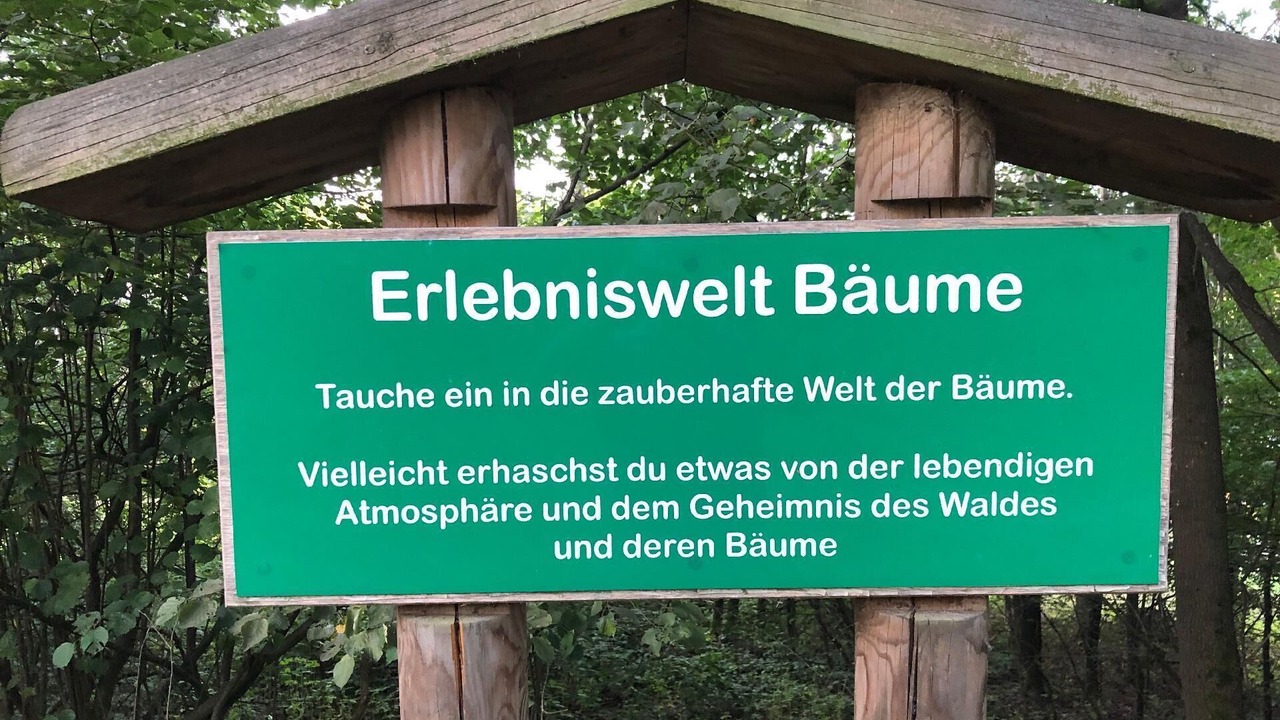 Erlebniswelt Bäume
Tauche ein in die zauberhafte Welt der Bäume.
Vielleicht erhaschst du etwas von der lebendigen
Atmosphäre und dem Geheimnis des Waldes
und deren Bäume